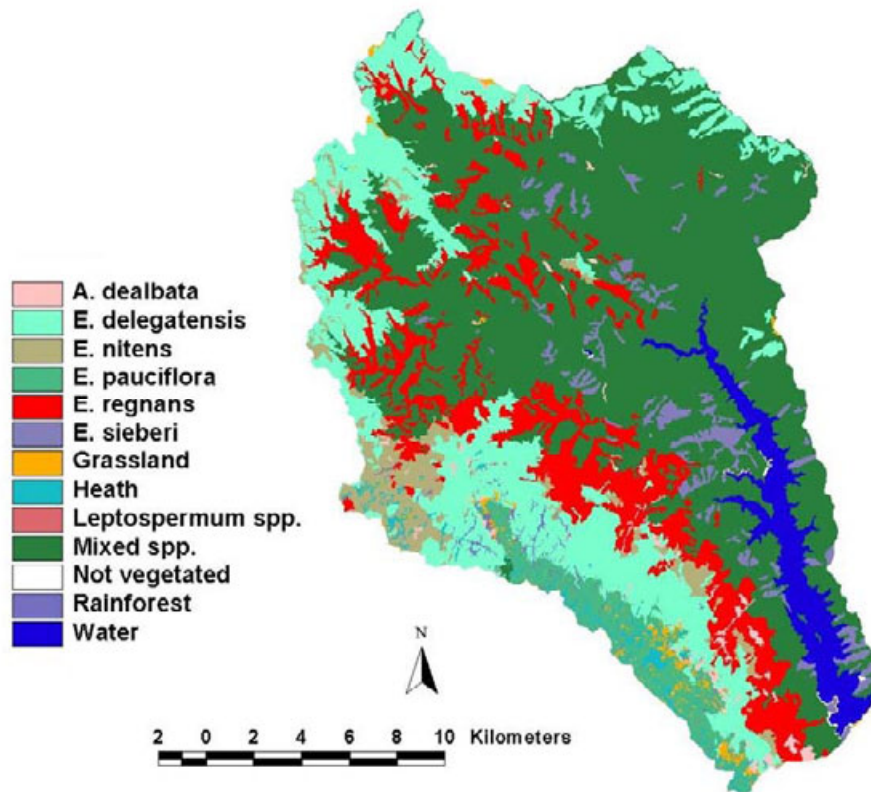 A. dealbata
E. delegatensis
E. nitens
E. pauciflora
E. regnans
E. sieberi
Grassland
Heath
Leptospermum spp.
Mixed spp.
Not vegetated
Rainforest
Water
N
2 0 2 4 6 8 10 Kilometers